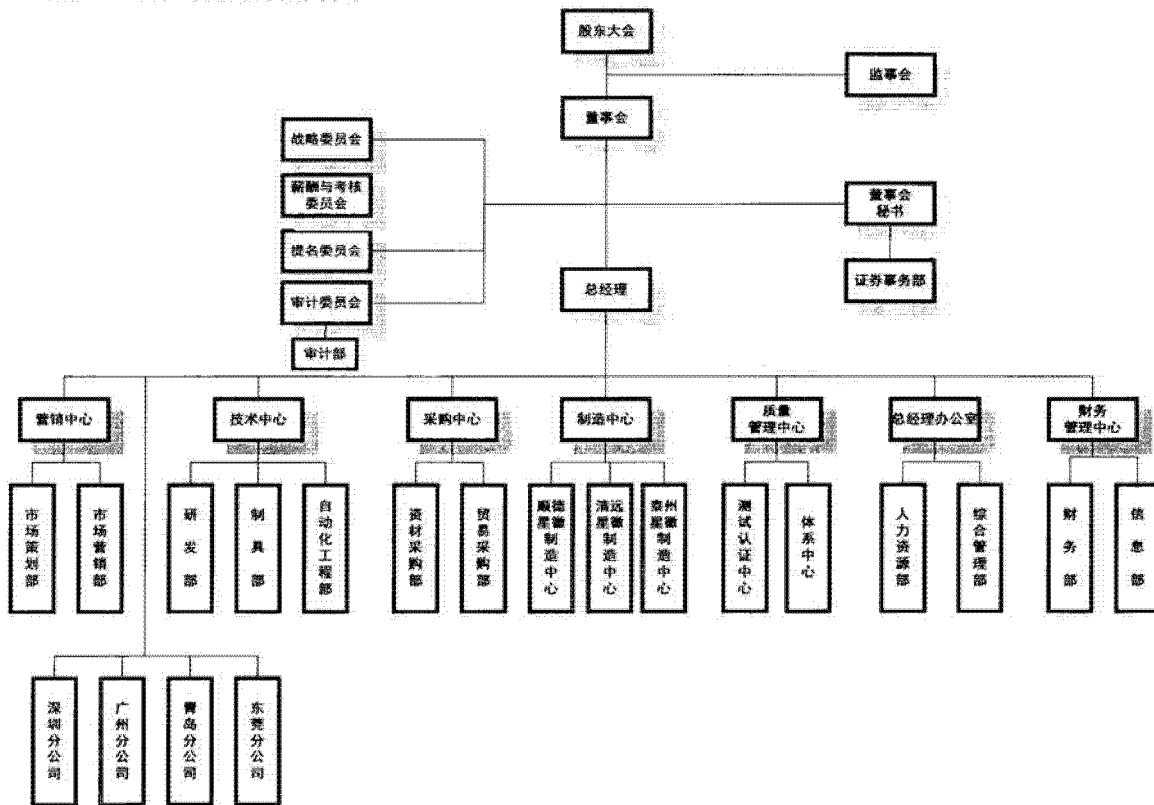 股东大会
监事会
董事会
战略委员会
薪酬与考核
委员会
董事会
秘书
提名委员会
审计委员会
总经理
证券事务部
审计部
营销中心
技术中心
采购中心
制造中心
质量
管理中心
总经理办公室
财务
管理中心
市场策划部
市场营销部
研发部
制具部
自动化工程部
资材采购部
贸易采购部
顺德星徽制造中心
清远星徽制造中心
泰州星徽制造中心
测试认证中心
体系中心
人力资源部
综合管理部
财务部
信息部
深圳分公司
广州分公司
青岛分公司
东莞分公司